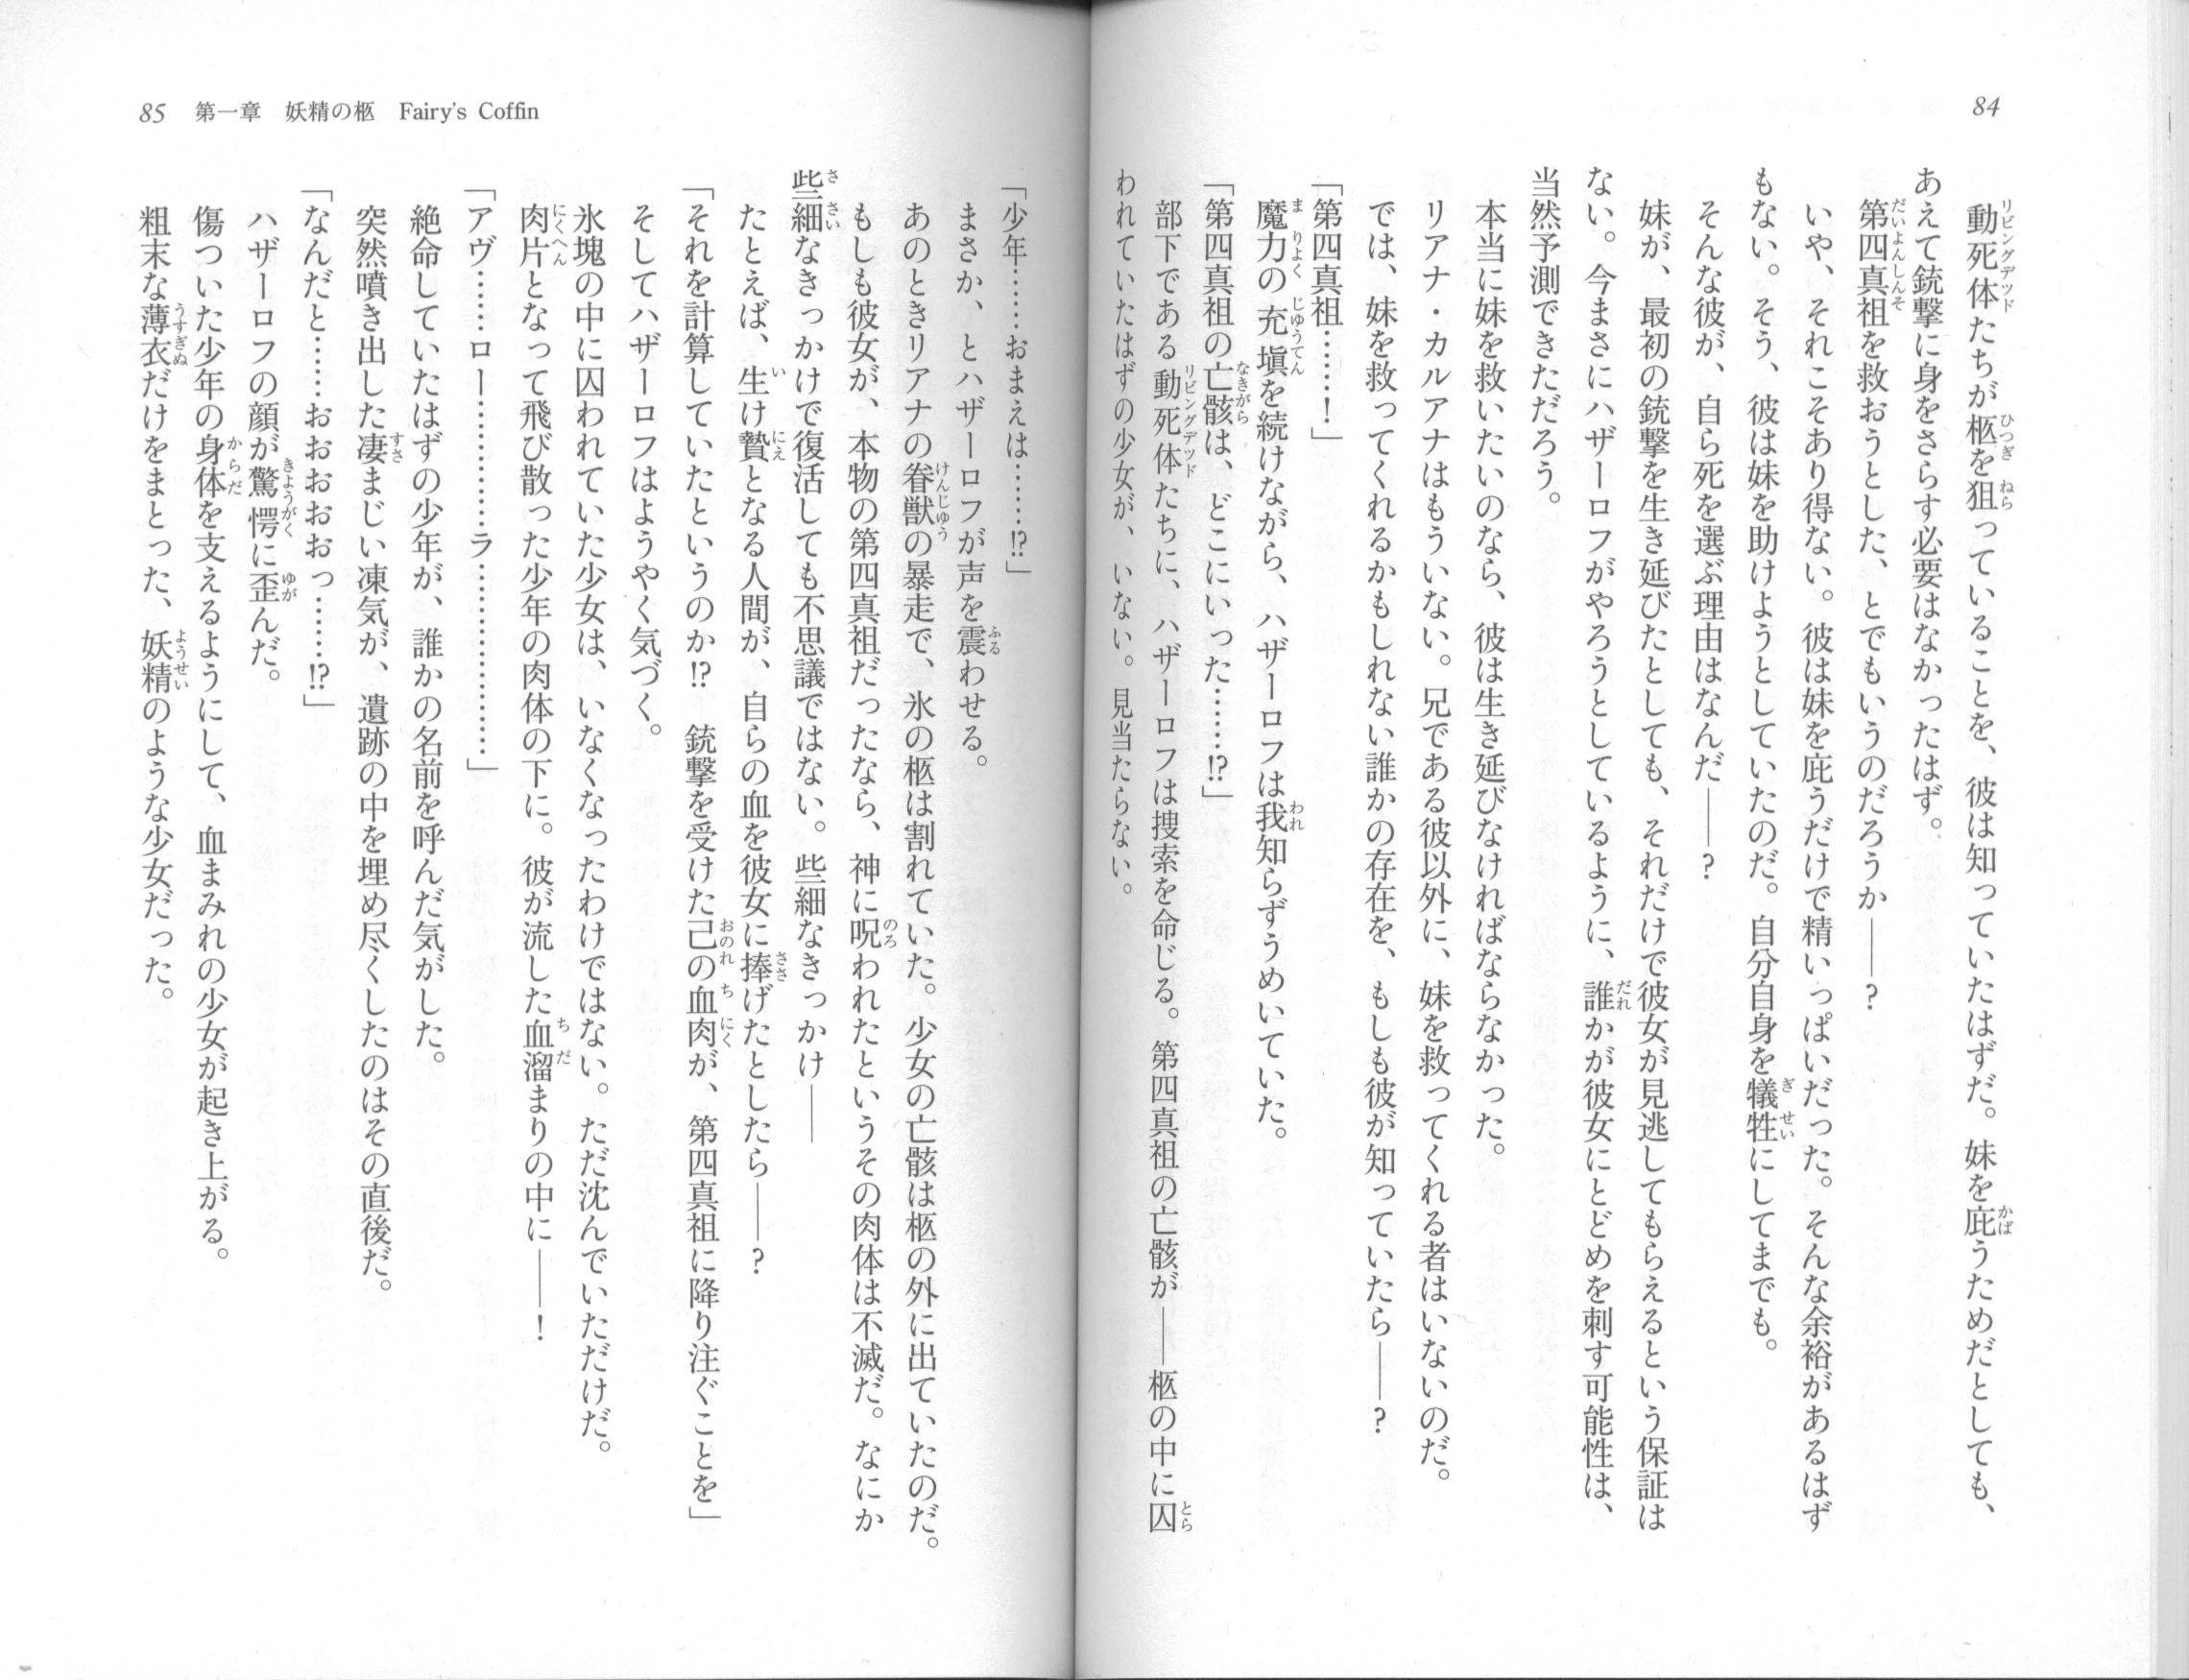 84
動死体たちが柩を狙っていることを、彼は知っていたはずだ。妹を庇うためだとしても、
あえて銃撃に身をさらす必要はなかったはず。
第四真祖を救おうとした、とでもいうのだろうか――？
いや、それこそあり得ない。彼は妹を庇うだけで精いっぱいだった。そんな余裕があるはず
もない。そう、彼は妹を助けようとしていたのだ。自分自身を犠牲にしてまでも。
そんな彼が、自ら死を選ぶ理由はなんだ――？
妹が、最初の銃撃を生き延びたとしても、それだけで彼女が見逃してもらえるという保証は
ない。今まさにハザーロフがやろうとしているように、誰かが彼女にとどめを刺す可能性は、
当然予測できただろう。
本当に妹を救いたいのなら、彼は生き延びなければならなかった。
リアナ・カルアナはもういない。兄である彼以外に、妹を救ってくれる者はいないのだ。
では、妹を救ってくれるかもしれない誰かの存在を、もしも彼が知っていたら――？
「第四真祖……！」
魔力の充塡を続けながら、ハザーロフは我知らずうめいていた。
「第四真祖の亡骸は、どこにいった……⁉」
部下である動死体たちに、ハザーロフは捜索を命じる。第四真祖の亡骸が――柩の中に囚
われていたはずの少女が、いない。見当たらない。
85 第一章 妖精の柩 Fairy's Coffin
「少年……おまえは……⁉」
まさか、とハザーロフが声を震わせる。
あのときリアナの眷獣の暴走で、氷の柩は割れていた。少女の亡骸は柩の外に出ていたのだ。
もしも彼女が、本物の第四真祖だったなら、神に呪われたというその肉体は不滅だ。なにか
些細なきっかけで復活しても不思議ではない。些細なきっかけ――
たとえば、生け贄となる人間が、自らの血を彼女に捧げたとしたら――？
「それを計算していたというのか⁉　銃撃を受けた己の血肉が、第四真祖に降り注ぐことを」
そしてハザーロフはようやく気づく。
氷塊の中に囚われていた少女は、いなくなったわけではない。ただ沈んでいただけだ。
肉片となって飛び散った少年の肉体の下に。彼が流した血溜まりの中に――！
「アヴ……ロー…………ラ…………………」
絶命していたはずの少年が、誰かの名前を呼んだ気がした。
突然噴き出した凄まじい凍気が、遺跡の中を埋め尽くしたのはその直後だ。
「なんだと……おおおおおっ……⁉」
ハザーロフの顔が驚愕に歪んだ。
傷ついた少年の身体を支えるようにして、血まみれの少女が起き上がる。
粗末な薄衣だけをまとった、妖精のような少女だった。